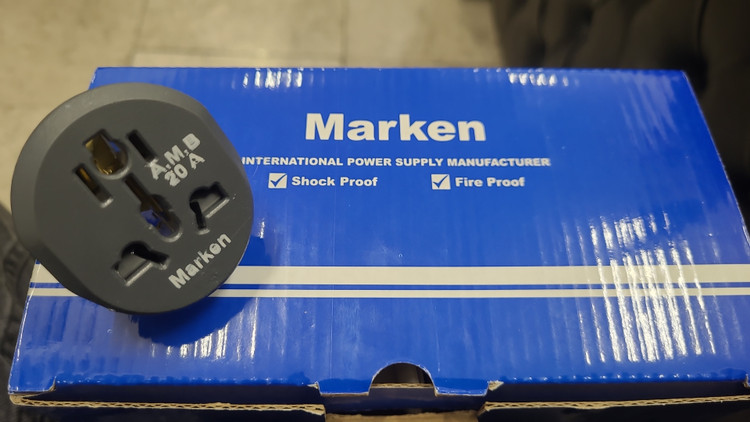 Marken
INTERNATIONAL POWER SUPPLY MANUFACTURER
Shock Proof
Fire Proof
A.M.B
20 A
Marken